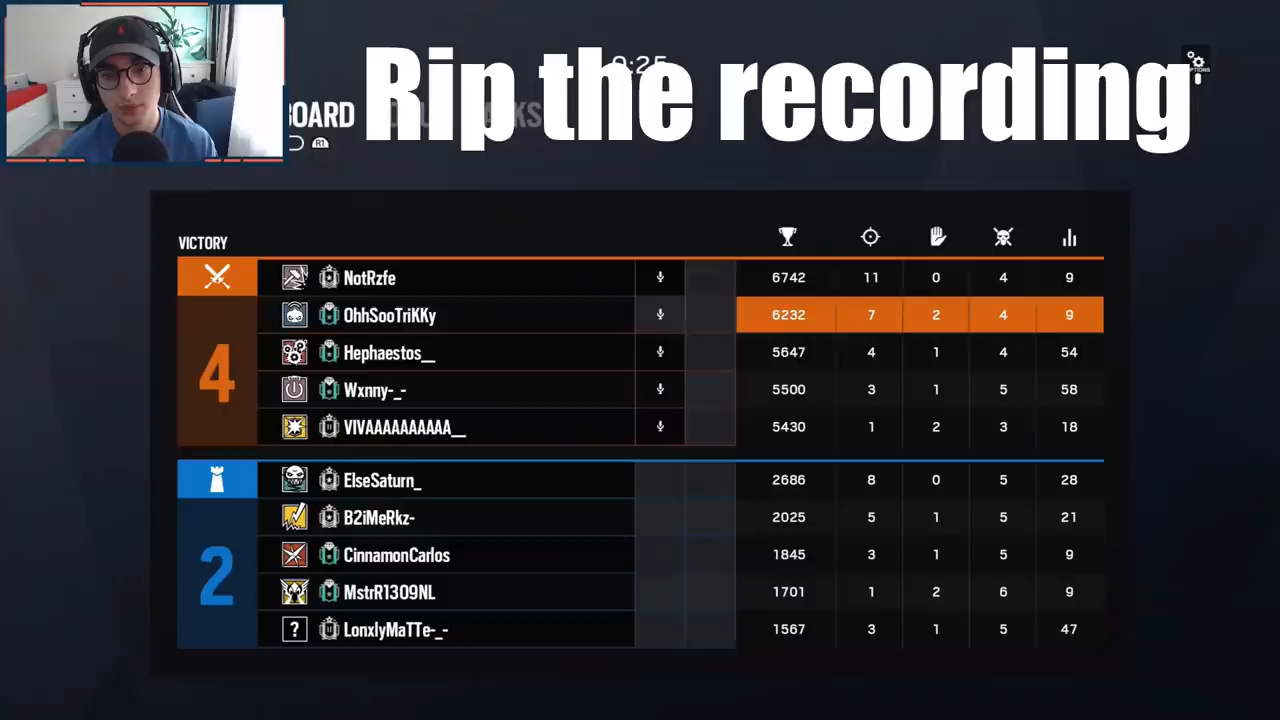 Rip the recording
BOARD
R1
VICTORY
NotRzfe 6742 11 0 4 9
4
OhhSooTriKKy 6232 7 2 4 9
Hephaestos__ 5647 4 1 4 54
Wxnny-_- 5500 3 1 5 58
VIVAAAAAAAAAA__ 5430 1 2 3 18
2
ElseSaturn_ 2686 8 0 5 28
B2iMeRkz- 2025 5 1 5 21
CinnamonCarlos 1845 3 1 5 9
MstrR1309NL 1701 1 2 6 9
? LonxlyMaTTe-_- 1567 3 1 5 47